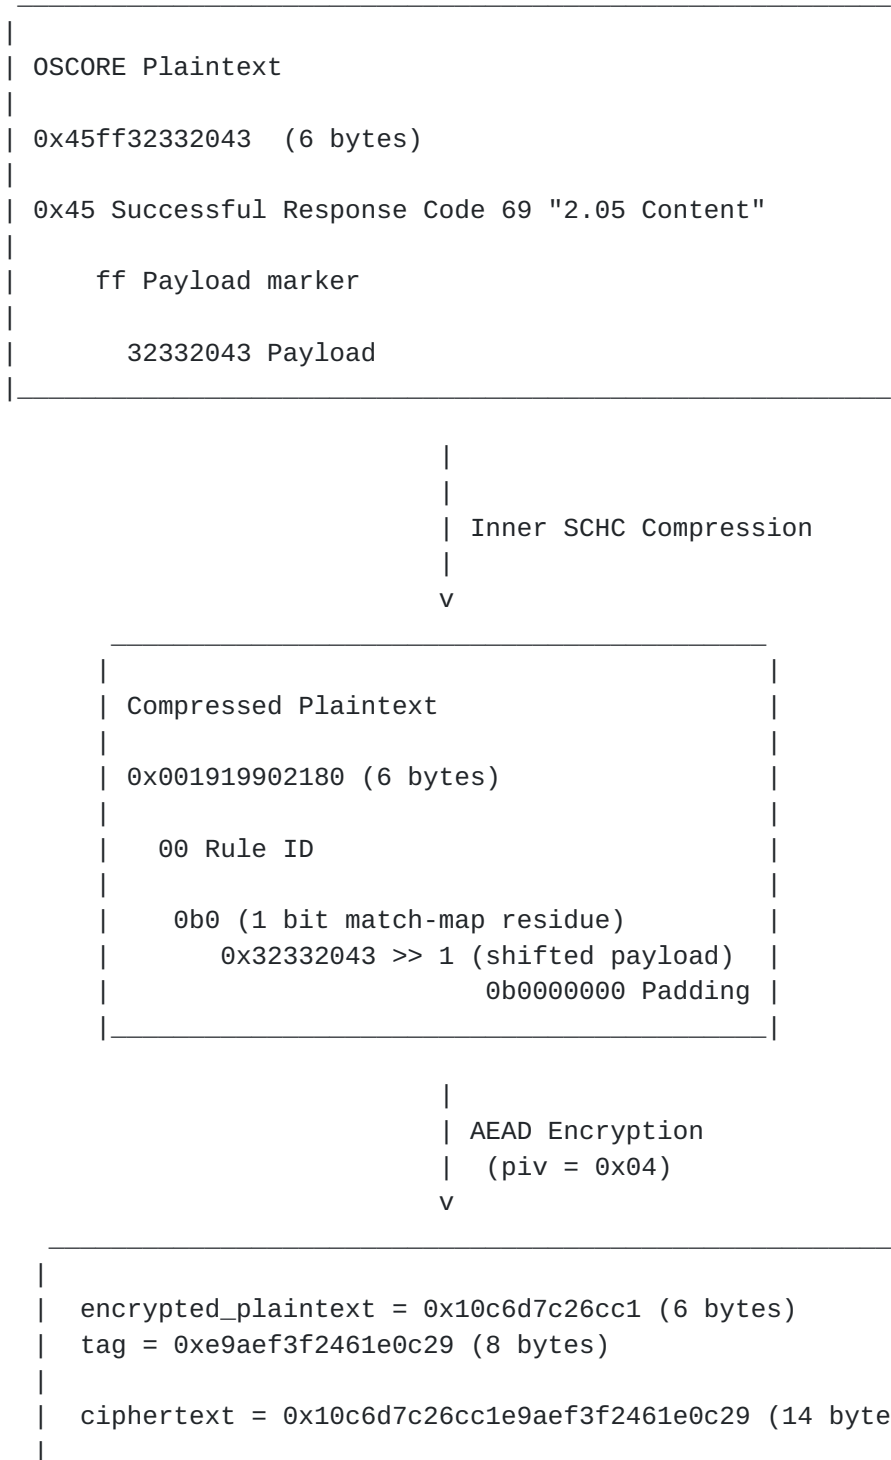 OSCORE Plaintext
0x45ff32332043  (6 bytes)
0x45 Successful Response Code 69 "2.05 Content"
ff Payload marker
32332043 Payload
Inner SCHC Compression
v
Compressed Plaintext
0x001919902180 (6 bytes)
00 Rule ID
0b0 (1 bit match-map residue)
0x32332043 >> 1 (shifted payload)
0b0000000 Padding
AEAD Encryption
(piv = 0x04)
v
encrypted_plaintext = 0x10c6d7c26cc1 (6 bytes)
tag = 0xe9aef3f2461e0c29 (8 bytes)
ciphertext = 0x10c6d7c26cc1e9aef3f2461e0c29 (14 byte